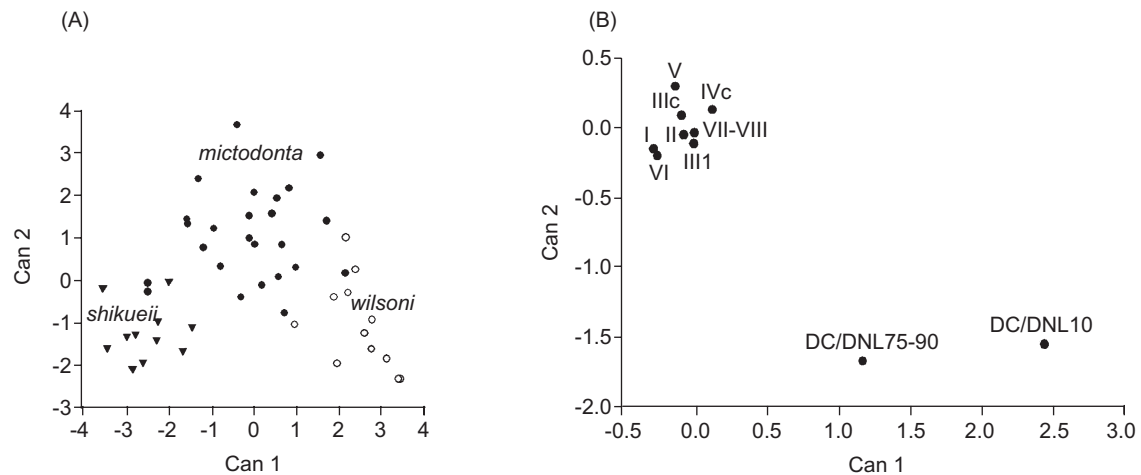 (A)
4
3
2
1
0
-1
-2
-3
Can 2
mictodonta
shikueii
wilsoni
-4 -3 -2 -1 0 1 2 3 4
Can 1
(B)
0.5
0.0
-0.5
-1.0
-1.5
-2.0
Can 2
V
IVc
IIIc
I II VII-VIII
VI III1
DC/DNL75-90 DC/DNL10
-0.5 0.0 0.5 1.0 1.5 2.0 2.5 3.0
Can 1